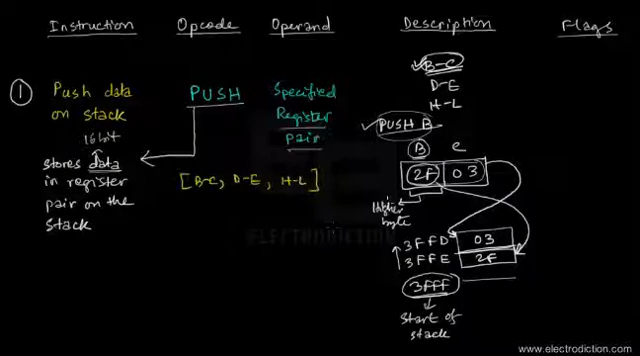 Instruction Opcode Operand Description Flags
① Push data
on stack
16 bit
stores data
in register
pair on the
stack
PUSH
Specified
Register
Pair
[B-C, D-E, H-L]
B-C
D-E
H-L
PUSH B
B C
2F 03
Higher
byte
3FFD 03
3FFE 2F
3FFF
Start of
stack
ELECTRODICTION
www.electrodiction.com